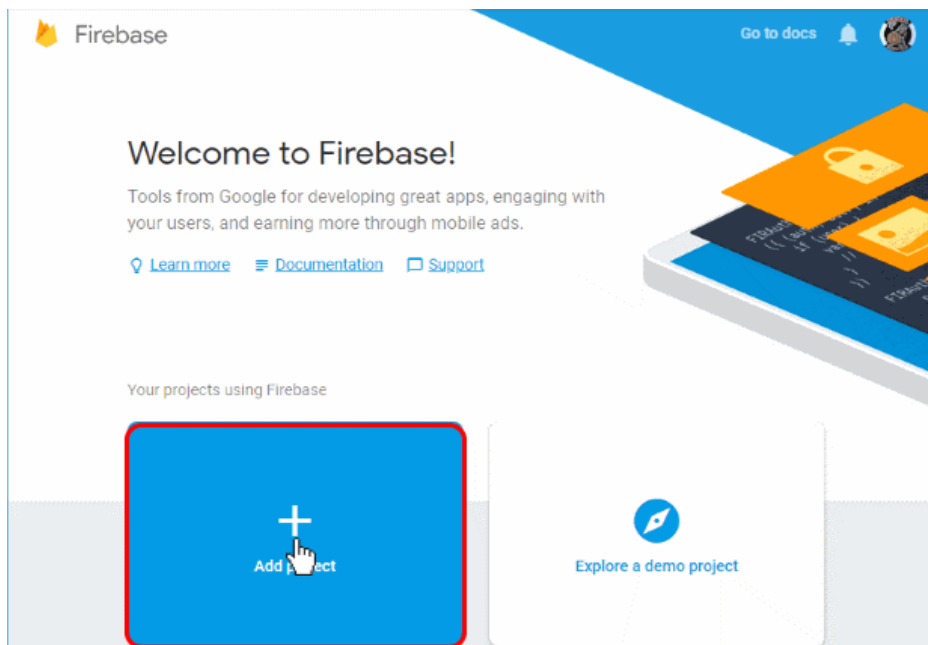 Firebase
Go to docs
Welcome to Firebase!
Tools from Google for developing great apps, engaging with
your users, and earning more through mobile ads.
Learn more Documentation Support
Your projects using Firebase
Add project
Explore a demo project